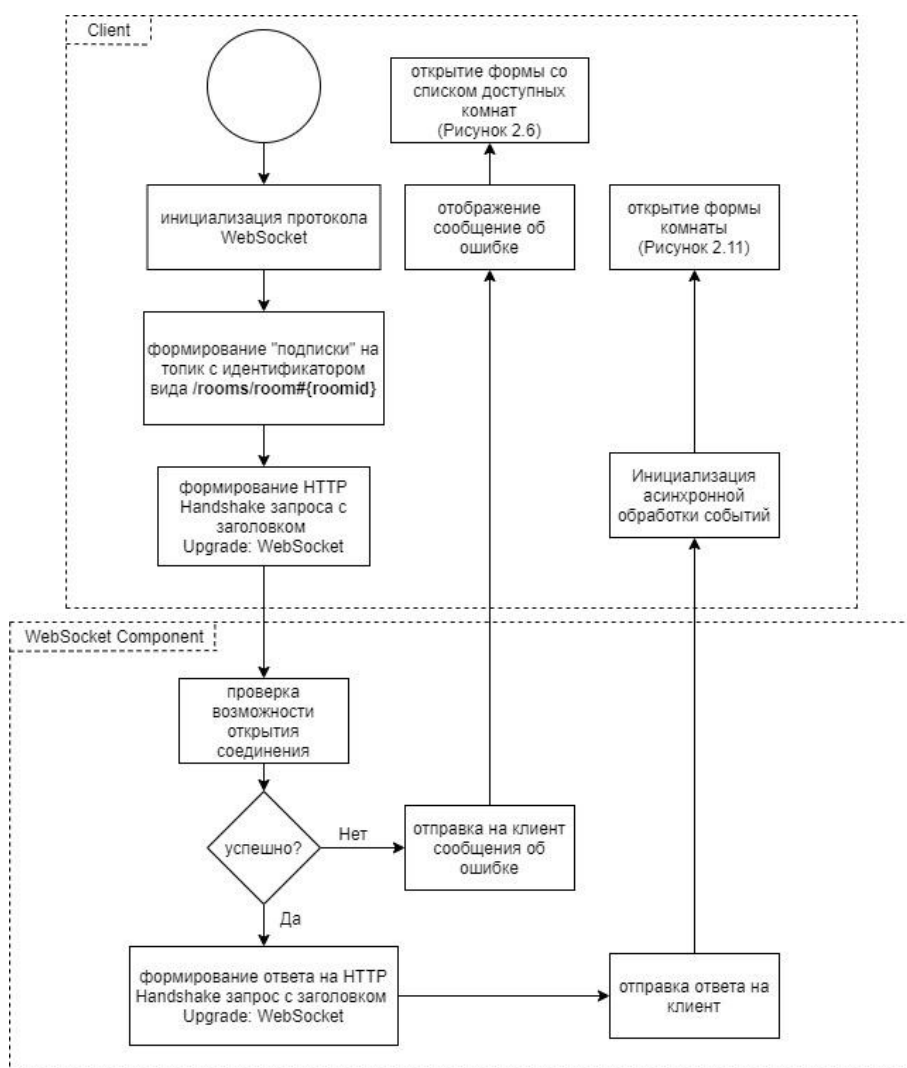 Client
открытие формы со
списком доступных
комнат
(Рисунок 2.6)
инициализация протокола
WebSocket
отображение
сообщение об
ошибке
открытие формы
комнаты
(Рисунок 2.11)
формирование "подписки" на
топик с идентификатором
вида /rooms/room#{roomid}
формирование HTTP
Handshake запроса с
заголовком
Upgrade: WebSocket
Инициализация
асинхронной
обработки событий
WebSocket Component
проверка
возможности
открытия
соединения
успешно?
Нет
отправка на клиент
сообщения об
ошибке
Да
формирование ответа на HTTP
Handshake запрос с заголовком
Upgrade: WebSocket
отправка ответа на
клиент